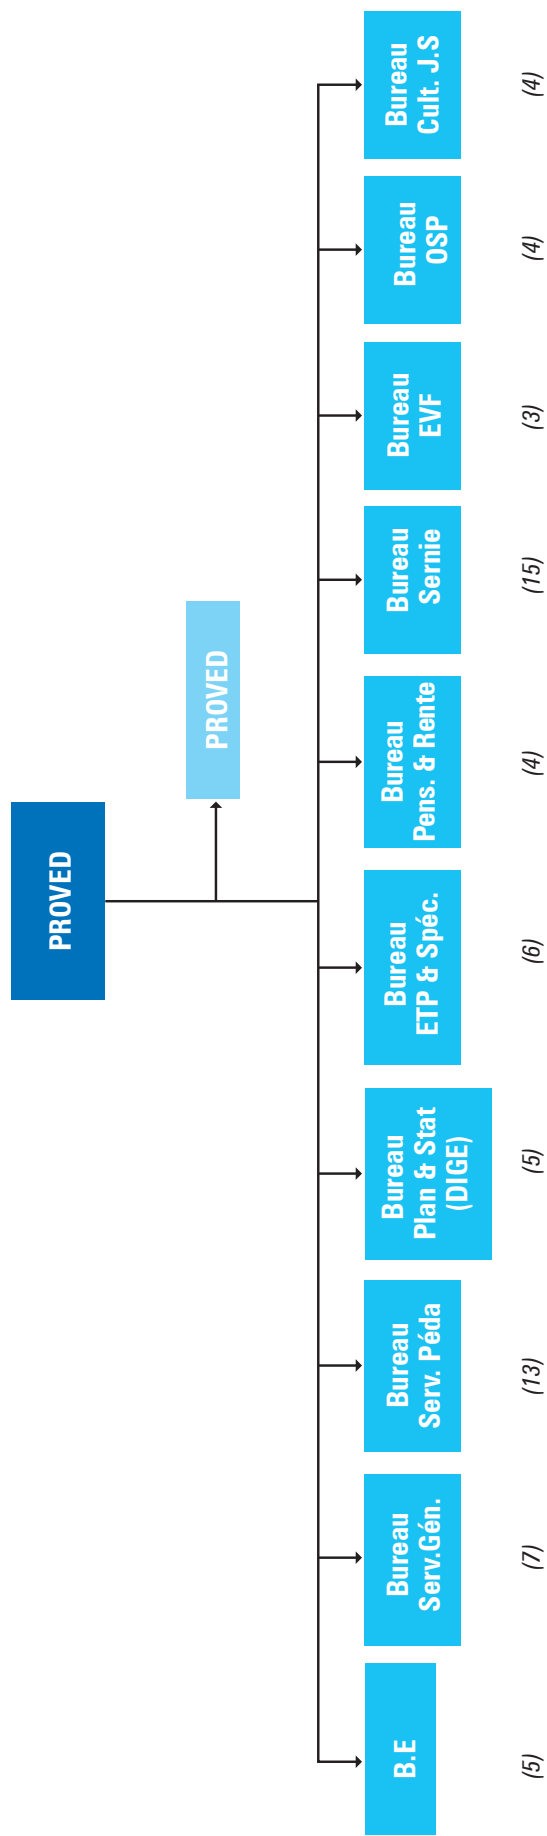 PROVED
PROVED
B.E
Bureau
Serv.Gén.
Bureau
Serv. Péda
Bureau
Plan & Stat
(DIGE)
Bureau
ETP & Spéc.
Bureau
Pens. & Rente
Bureau
Sernie
Bureau
EVF
Bureau
OSP
Bureau
Cult. J.S
(5)
(7)
(13)
(5)
(6)
(4)
(15)
(3)
(4)
(4)